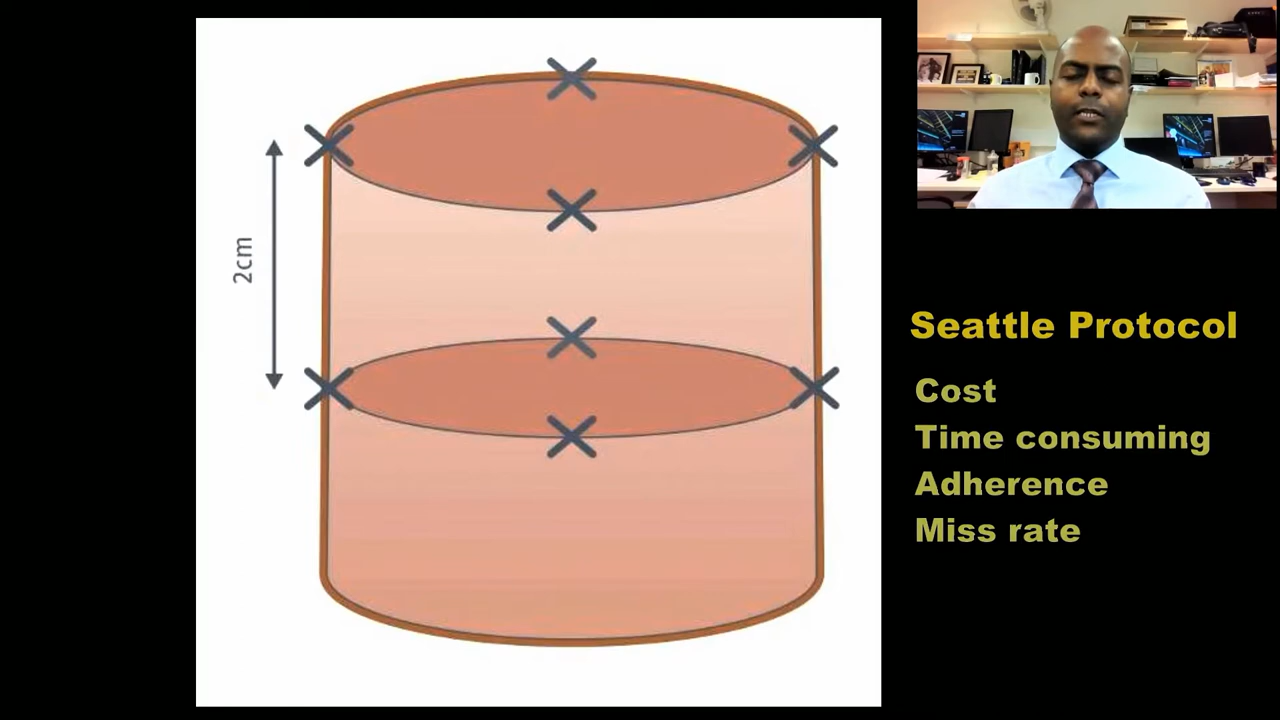 2cm
Seattle Protocol
Cost
Time consuming
Adherence
Miss rate